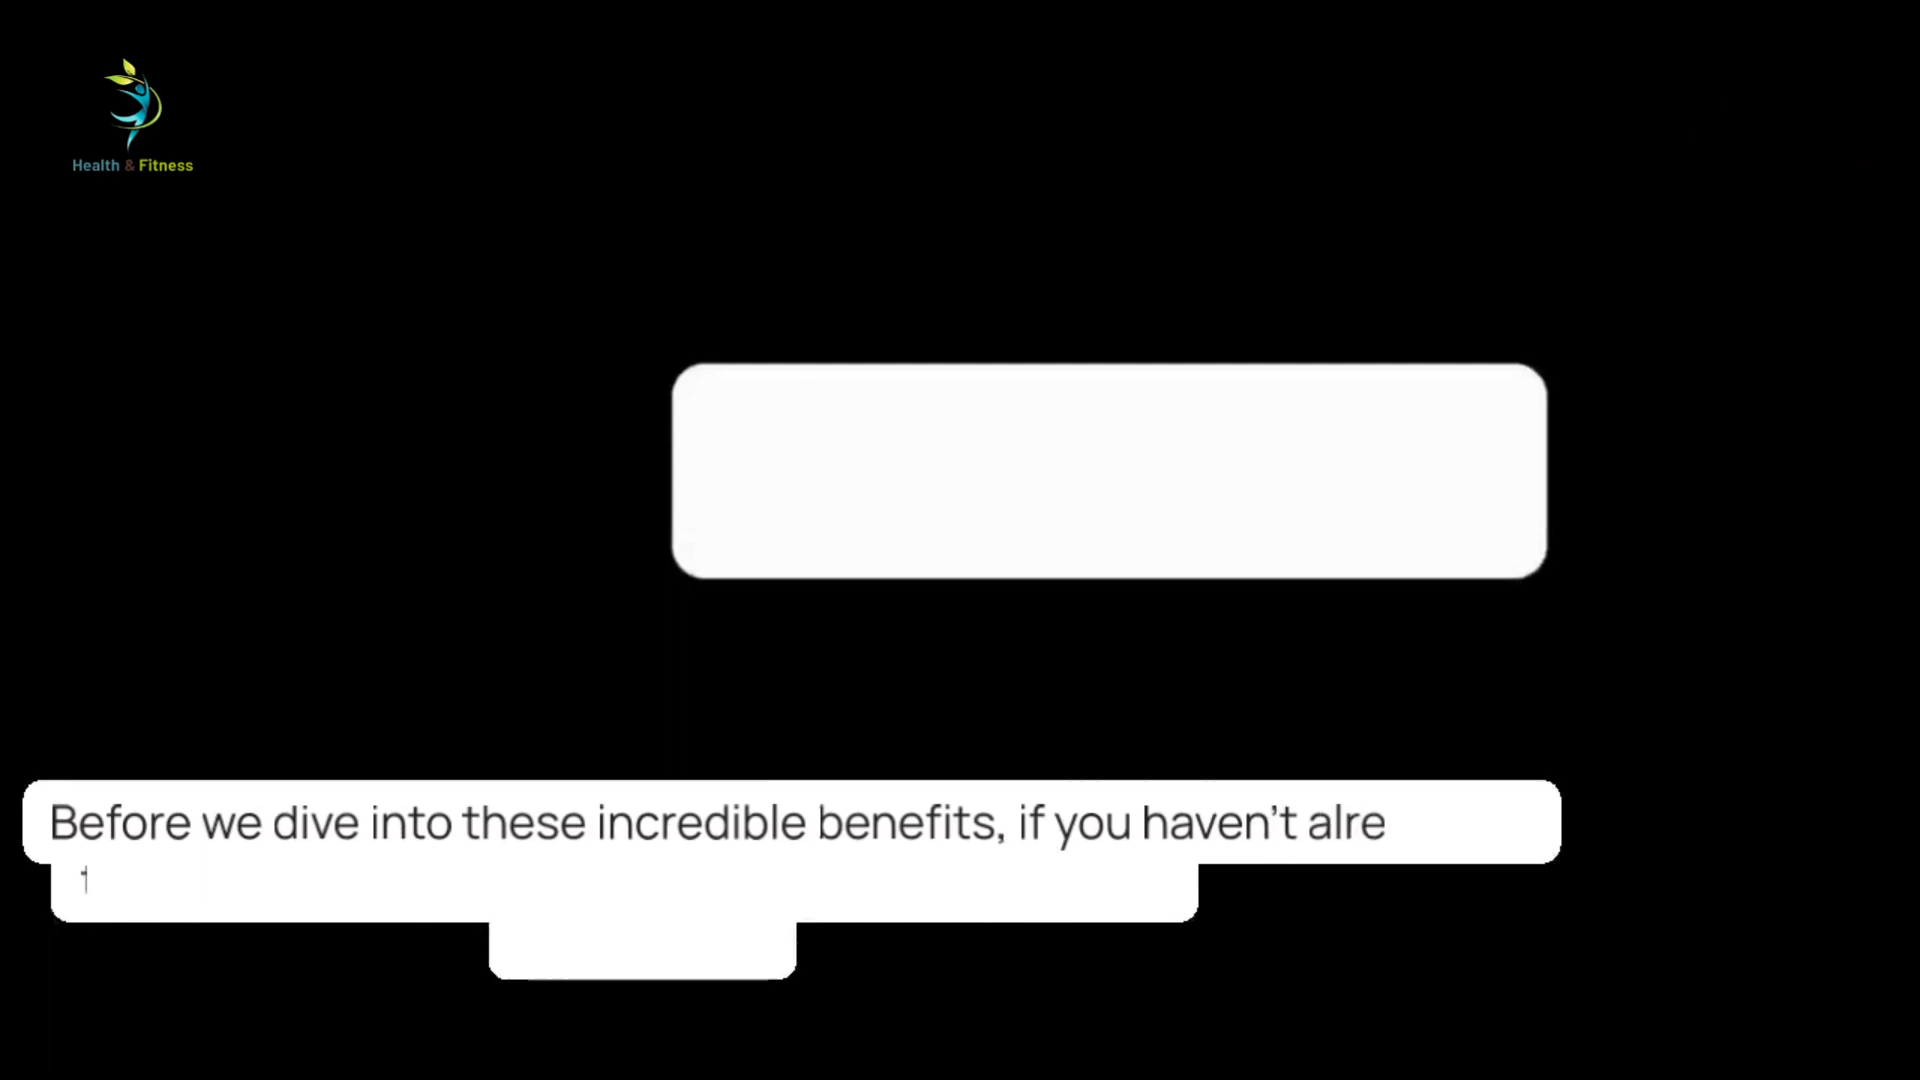 Health & Fitness
Before we dive into these incredible benefits, if you haven't alre